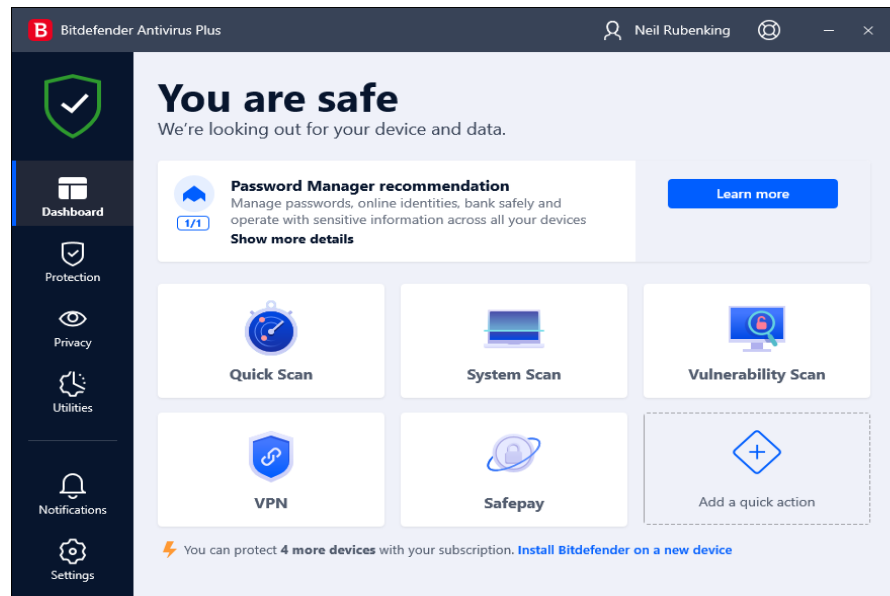 B Bitdefender Antivirus Plus
Neil Rubenking
You are safe
We're looking out for your device and data.
Dashboard
Protection
Privacy
Utilities
Notifications
Settings
1/1
Password Manager recommendation
Manage passwords, online identities, bank safely and
operate with sensitive information across all your devices
Show more details
Learn more
Quick Scan
System Scan
Vulnerability Scan
VPN
Safepay
Add a quick action
You can protect 4 more devices with your subscription. Install Bitdefender on a new device